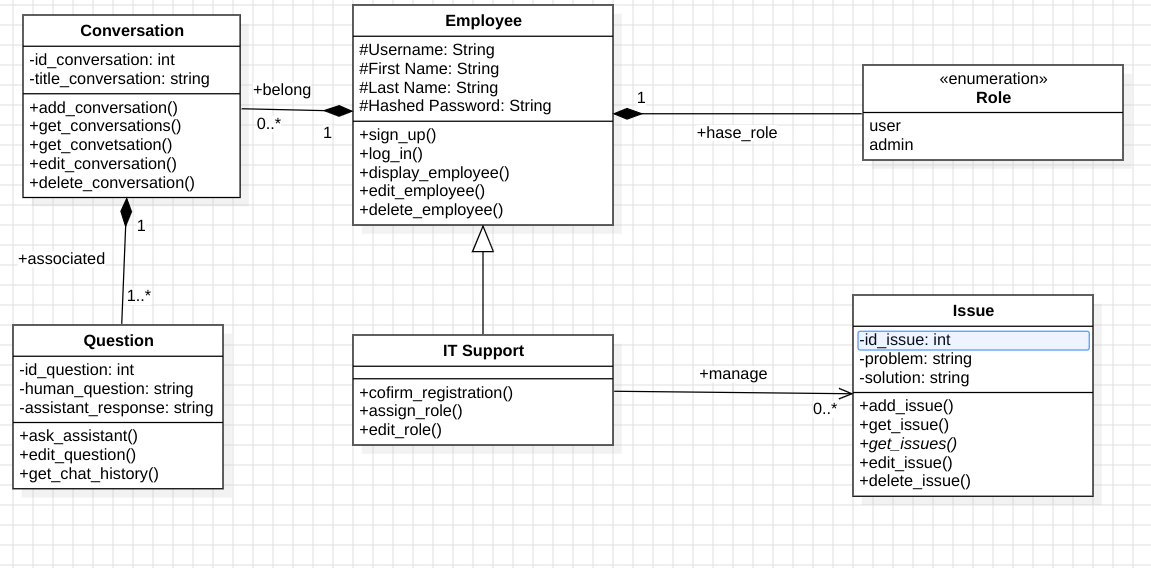 Conversation
-id_conversation: int
-title_conversation: string
+add_conversation()
+get_conversations()
+get_convetsation()
+edit_conversation()
+delete_conversation()
+belong
0..*
1
Employee
#Username: String
#First Name: String
#Last Name: String
#Hashed Password: String
+sign_up()
+log_in()
+display_employee()
+edit_employee()
+delete_employee()
1
+hase_role
«enumeration»
Role
user
admin
1
+associated
1..*
Question
-id_question: int
-human_question: string
-assistant_response: string
+ask_assistant()
+edit_question()
+get_chat_history()
IT Support
+cofirm_registration()
+assign_role()
+edit_role()
+manage
0..*
Issue
-id_issue: int
-problem: string
-solution: string
+add_issue()
+get_issue()
+get_issues()
+edit_issue()
+delete_issue()